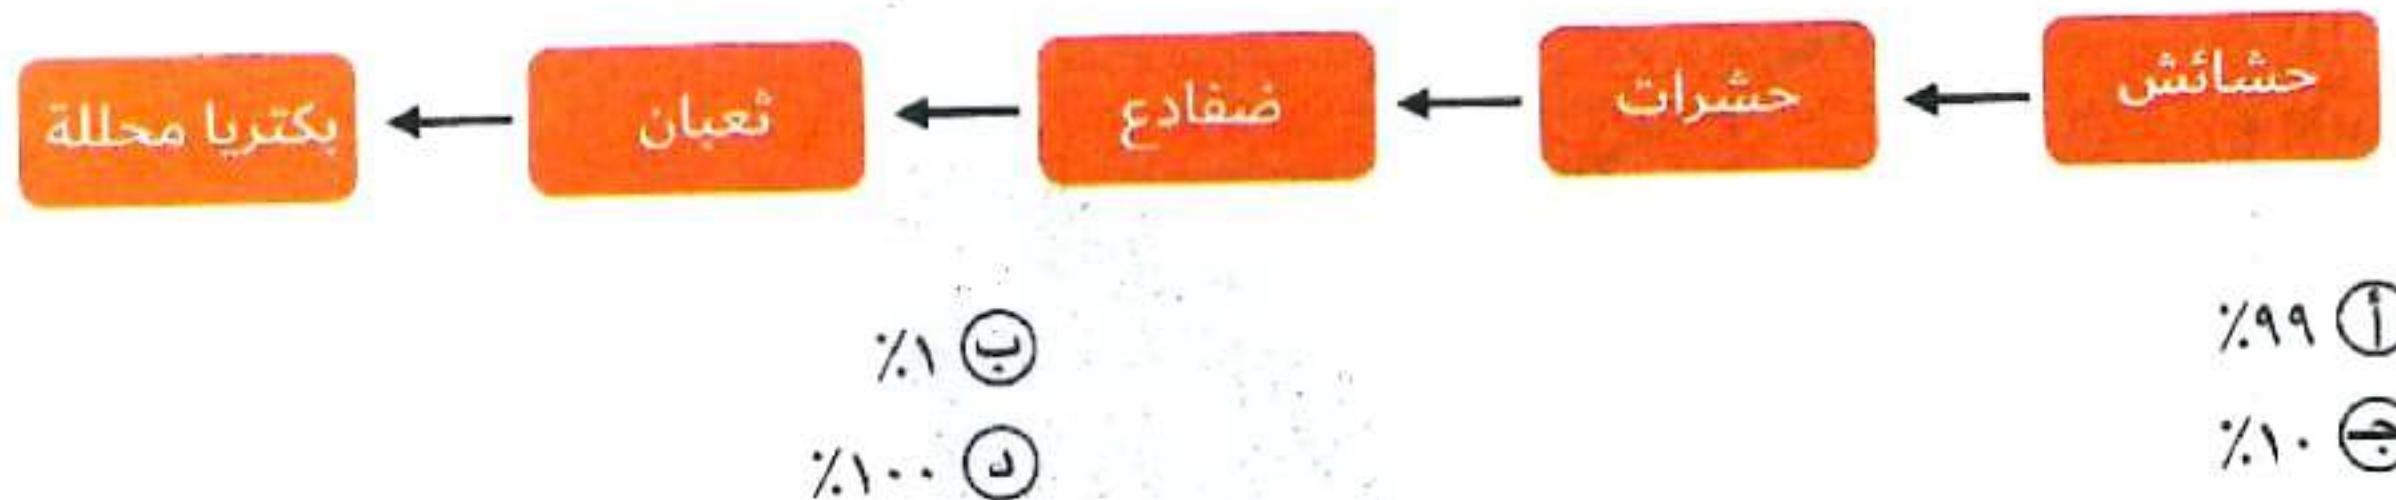 حشائش ← حشرات ← ضفادع ← ثعبان ← بكتريا محللة
أ ٩٩٪ ب ١٪
ج ١٠٪ د ١٠٠٪